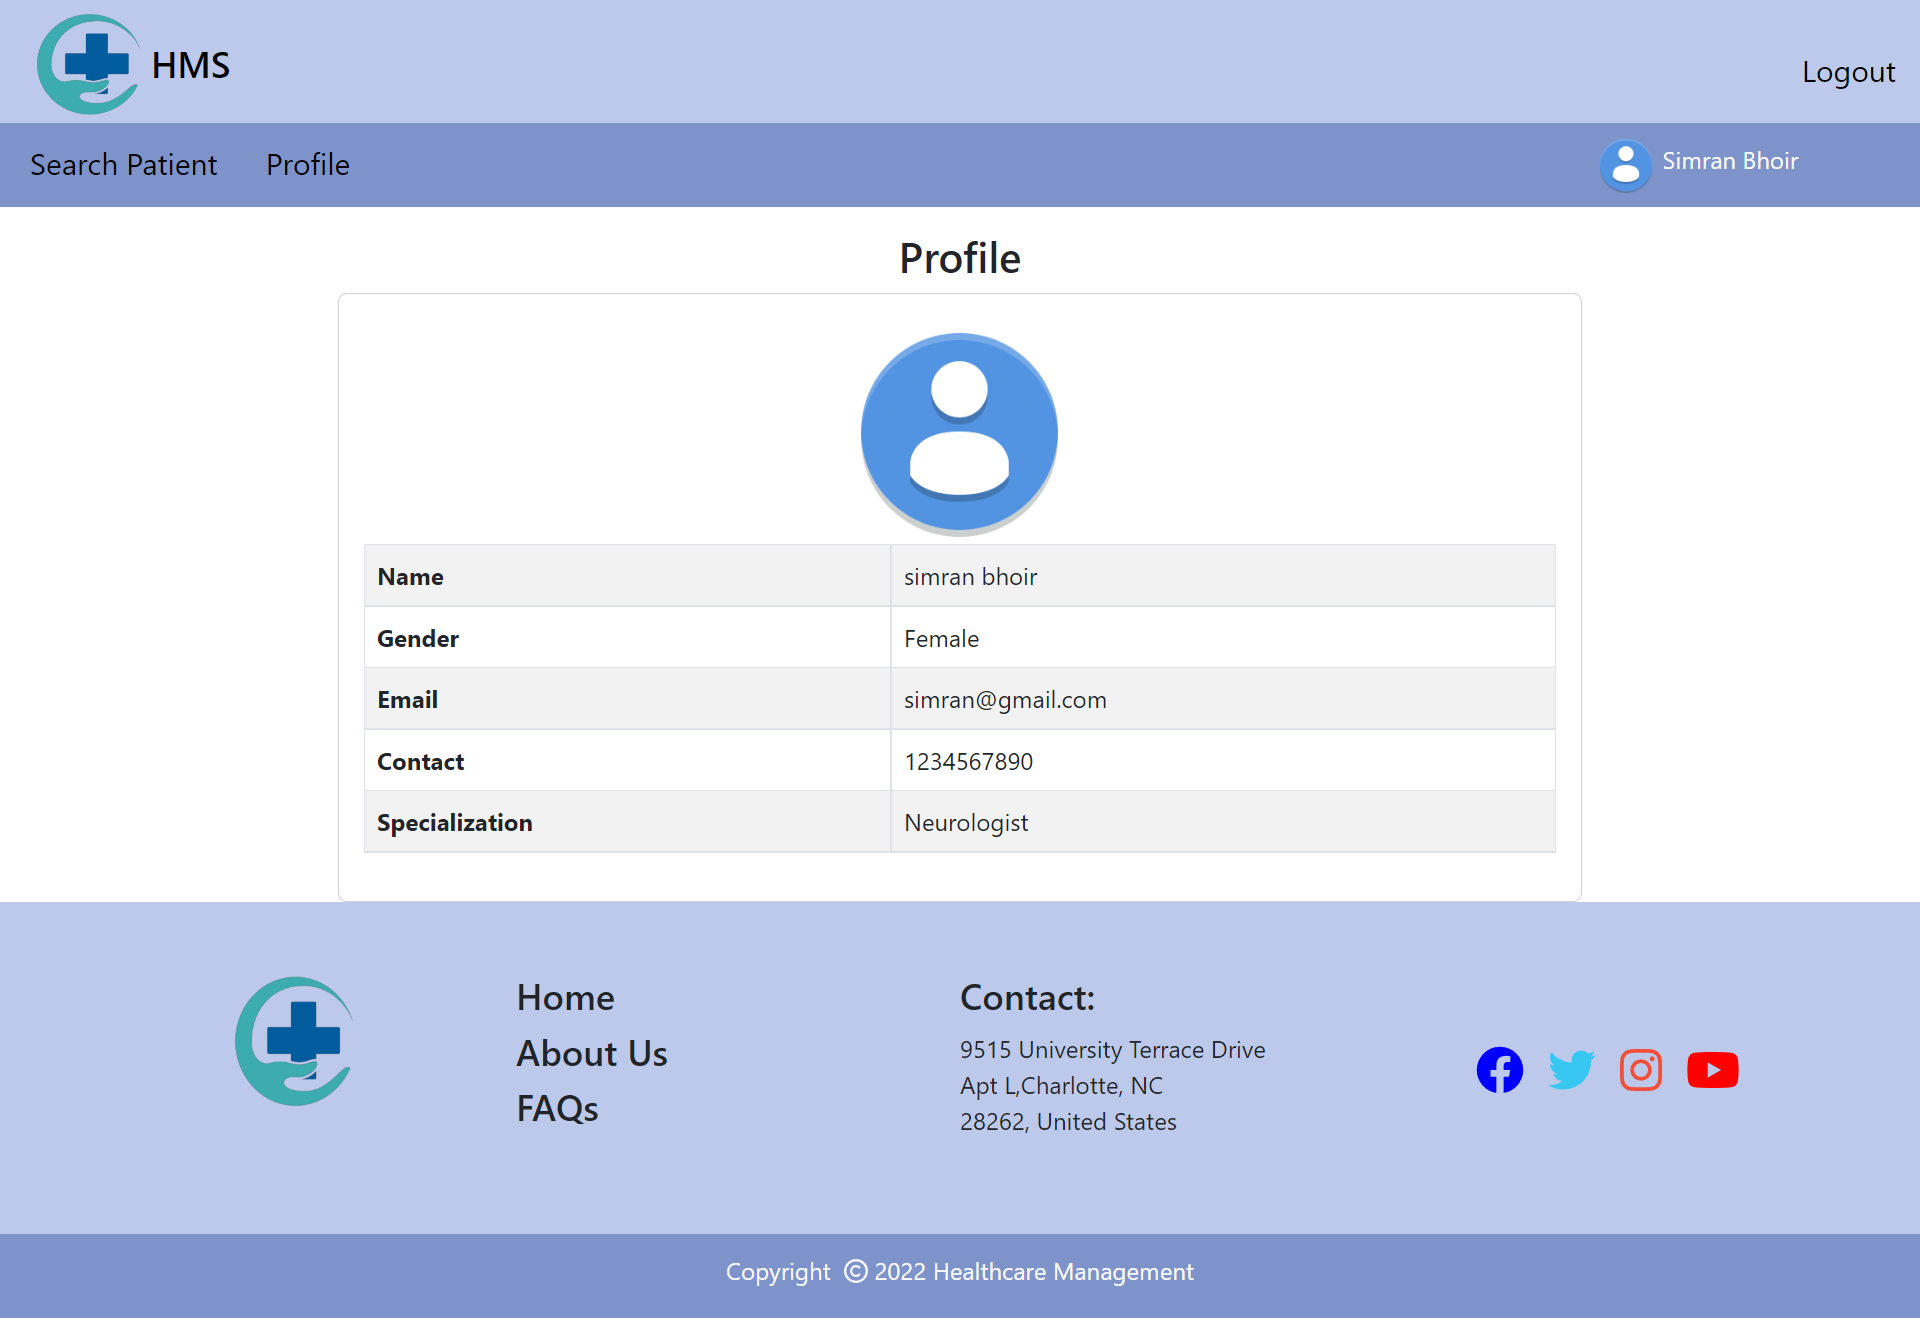 HMS
Logout
Search Patient
Profile
Simran Bhoir
Profile
Name simran bhoir
Gender Female
Email simran@gmail.com
Contact 1234567890
Specialization Neurologist
Home
About Us
FAQs
Contact:
9515 University Terrace Drive
Apt L,Charlotte, NC
28262, United States
Copyright © 2022 Healthcare Management